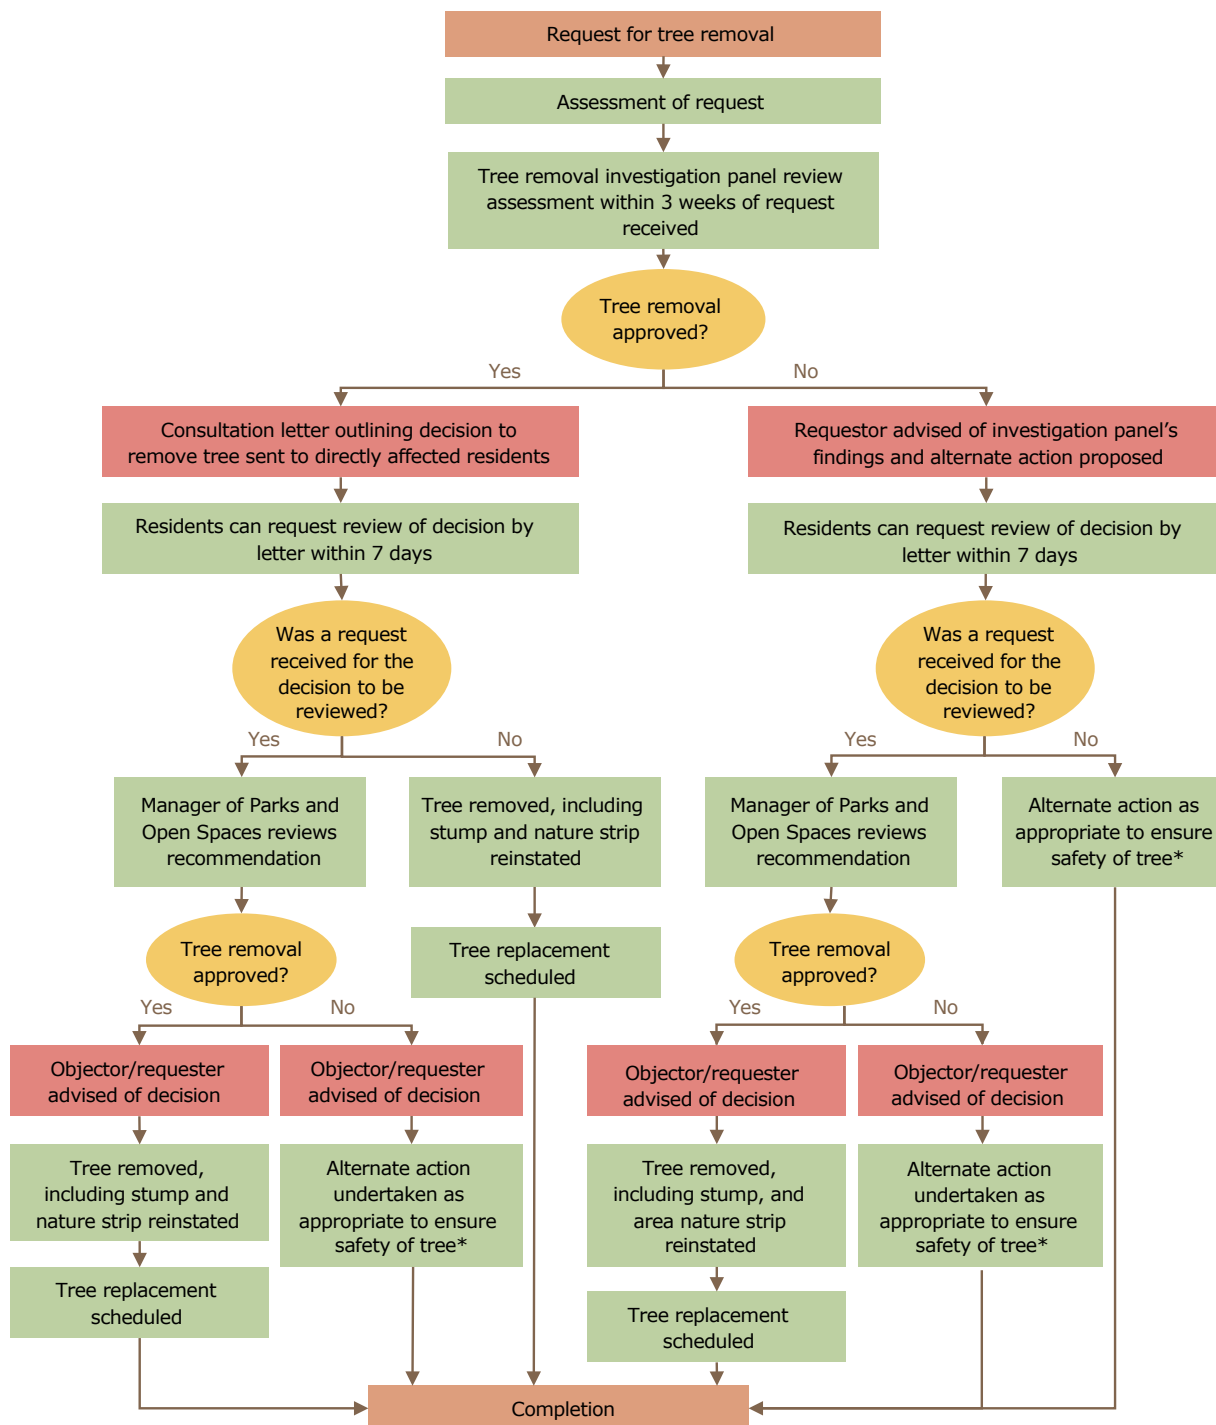 Request for tree removal
Assessment of request
Tree removal investigation panel review
assessment within 3 weeks of request
received
Tree removal
approved?
Yes
No
Consultation letter outlining decision to
remove tree sent to directly affected residents
Requestor advised of investigation panel’s
findings and alternate action proposed
Residents can request review of decision by
letter within 7 days
Residents can request review of decision by
letter within 7 days
Was a request
received for the
decision to be
reviewed?
Was a request
received for the
decision to be
reviewed?
Yes
No
Yes
No
Manager of Parks and
Open Spaces reviews
recommendation
Tree removed, including
stump and nature strip
reinstated
Manager of Parks and
Open Spaces reviews
recommendation
Alternate action as
appropriate to ensure
safety of tree*
Tree removal
approved?
Tree replacement
scheduled
Tree removal
approved?
Yes
No
Yes
No
Objector/requester
advised of decision
Objector/requester
advised of decision
Objector/requester
advised of decision
Objector/requester
advised of decision
Tree removed,
including stump and
nature strip reinstated
Alternate action
undertaken as
appropriate to ensure
safety of tree*
Tree removed,
including stump, and
area nature strip
reinstated
Alternate action
undertaken as
appropriate to ensure
safety of tree*
Tree replacement
scheduled
Tree replacement
scheduled
Completion